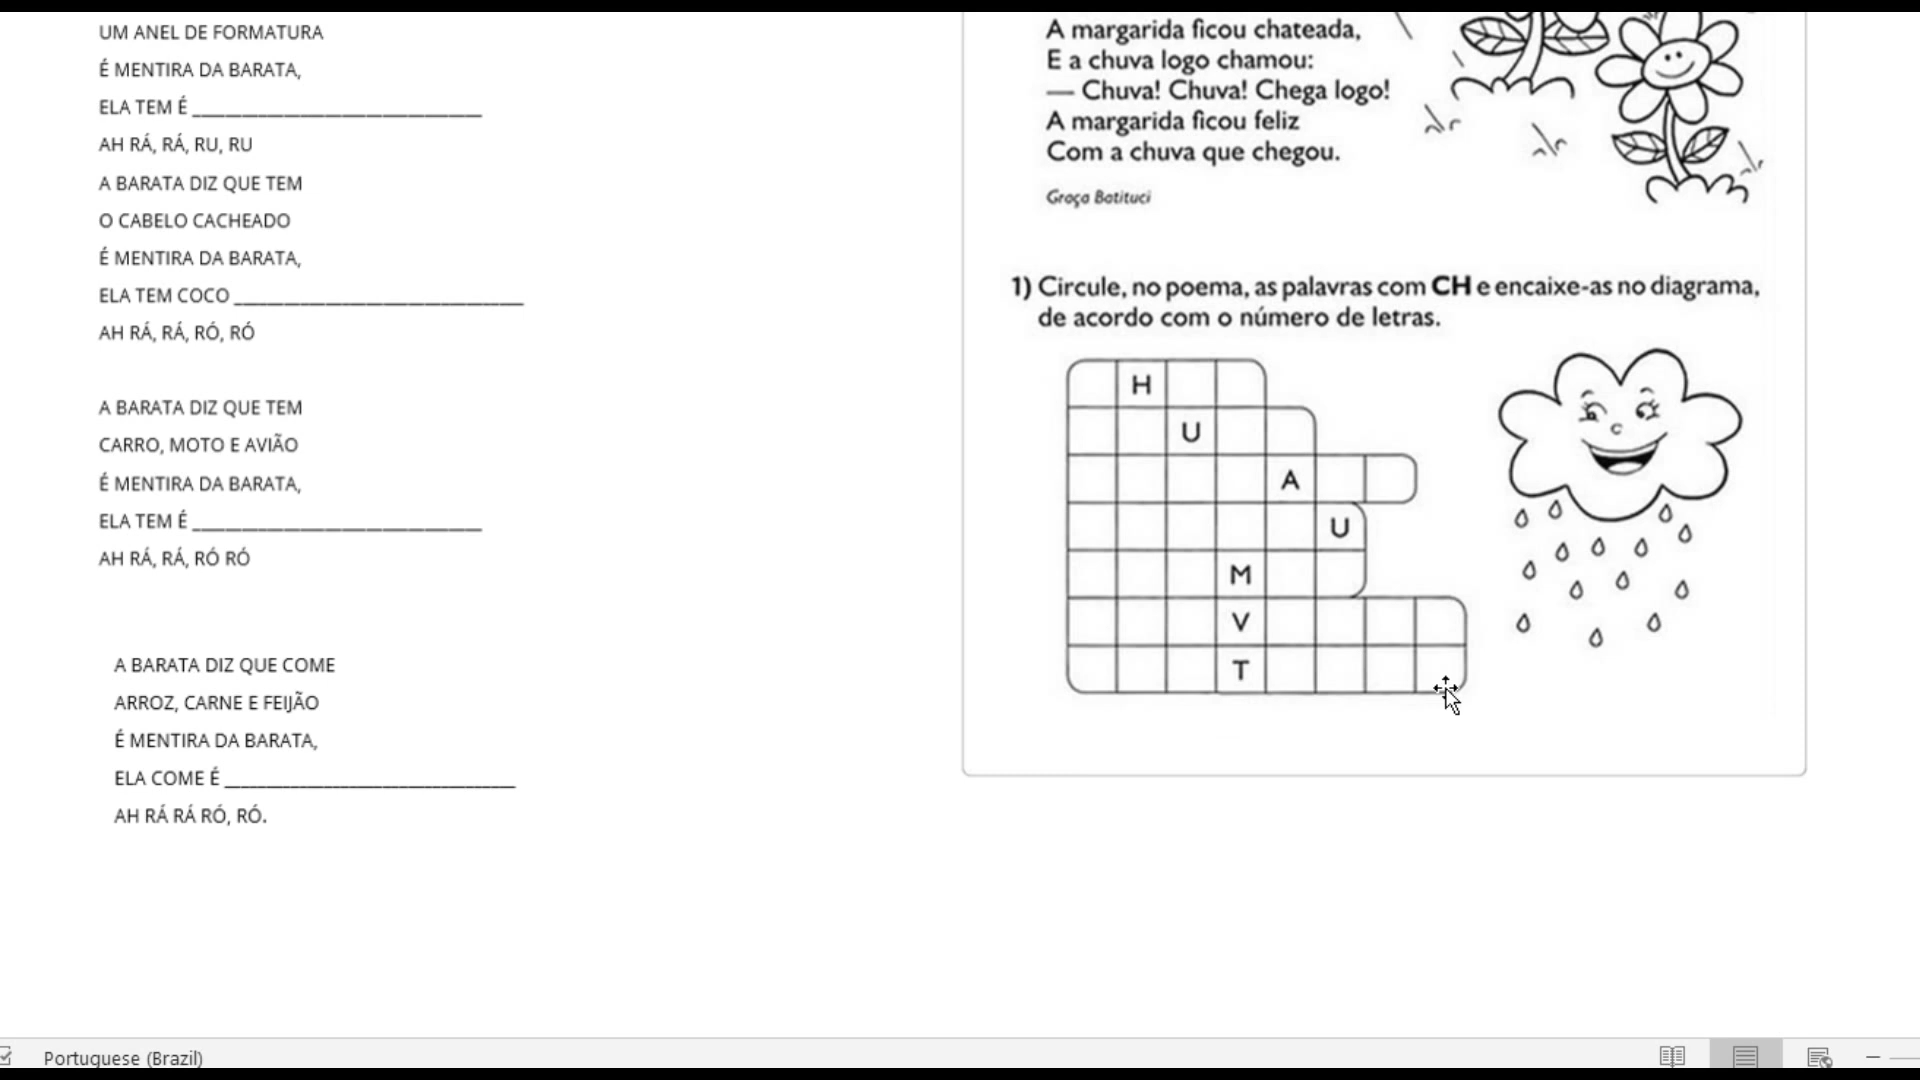 UM ANEL DE FORMATURA
É MENTIRA DA BARATA,
ELA TEM É _____________________________
AH RÁ, RÁ, RU, RU
A BARATA DIZ QUE TEM
O CABELO CACHEADO
É MENTIRA DA BARATA,
ELA TEM COCO _____________________________
AH RÁ, RÁ, RÓ, RÓ
A BARATA DIZ QUE TEM
CARRO, MOTO E AVIÃO
É MENTIRA DA BARATA,
ELA TEM É _____________________________
AH RÁ, RÁ, RÓ RÓ
A BARATA DIZ QUE COME
ARROZ, CARNE E FEIJÃO
É MENTIRA DA BARATA,
ELA COME É _____________________________
AH RÁ RÁ RÓ, RÓ.
A margarida ficou chateada,
E a chuva logo chamou:
— Chuva! Chuva! Chega logo!
A margarida ficou feliz
Com a chuva que chegou.
Graça Batituci
1) Circule, no poema, as palavras com CH e encaixe-as no diagrama,
de acordo com o número de letras.
H
U
A
U
M
V
T
Portuguese (Brazil)